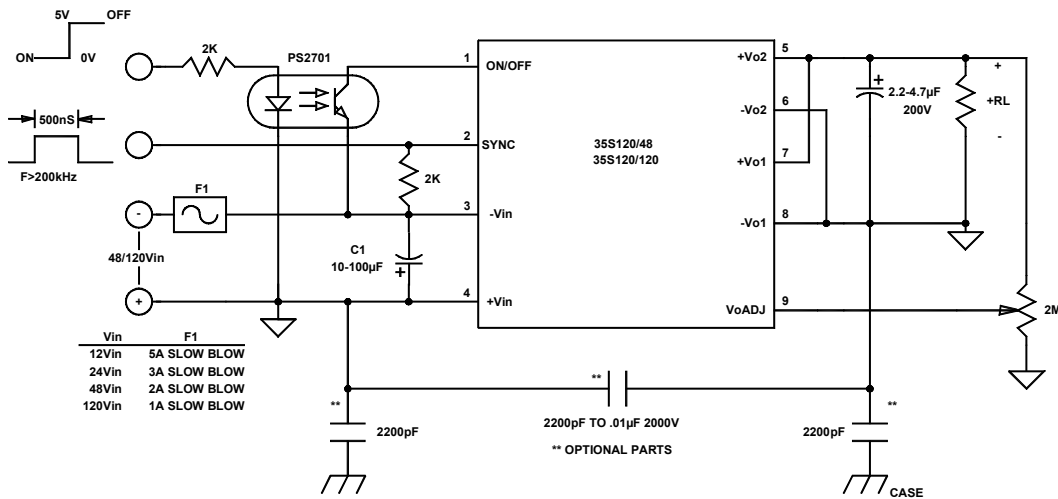 5V OFF
ON 0V
2K
PS2701
1 ON/OFF
+Vo2 5
2.2-4.7µF
200V
+
+RL
-
-Vo2 6
500nS
F>200kHz
2 SYNC
35S120/48
35S120/120
+Vo1 7
2K
F1
-
3 -Vin
-Vo1 8
48/120Vin
C1
10-100µF
+
+
4 +Vin
VoADJ 9
2M
Vin F1
12Vin 5A SLOW BLOW
24Vin 3A SLOW BLOW
48Vin 2A SLOW BLOW
120Vin 1A SLOW BLOW
**
2200pF
**
2200pF TO .01µF 2000V
** OPTIONAL PARTS
**
2200pF
CASE
+